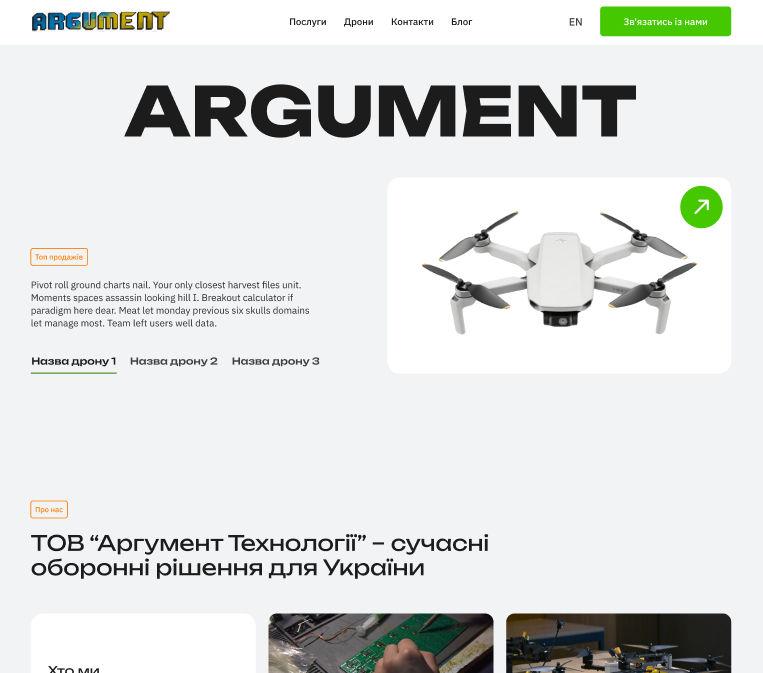 ARGUMENT
Послуги
Дрони
Контакти
Блог
EN
Зв'язатись із нами
ARGUMENT
Топ продажів
Pivot roll ground charts nail. Your only closest harvest files unit.
Moments spaces assassin looking hill I. Breakout calculator if
paradigm here dear. Meat let monday previous six skulls domains
let manage most. Team left users well data.
Назва дрону 1
Назва дрону 2
Назва дрону 3
Про нас
ТОВ “Аргумент Технології” – сучасні
оборонні рішення для України
Хто ми